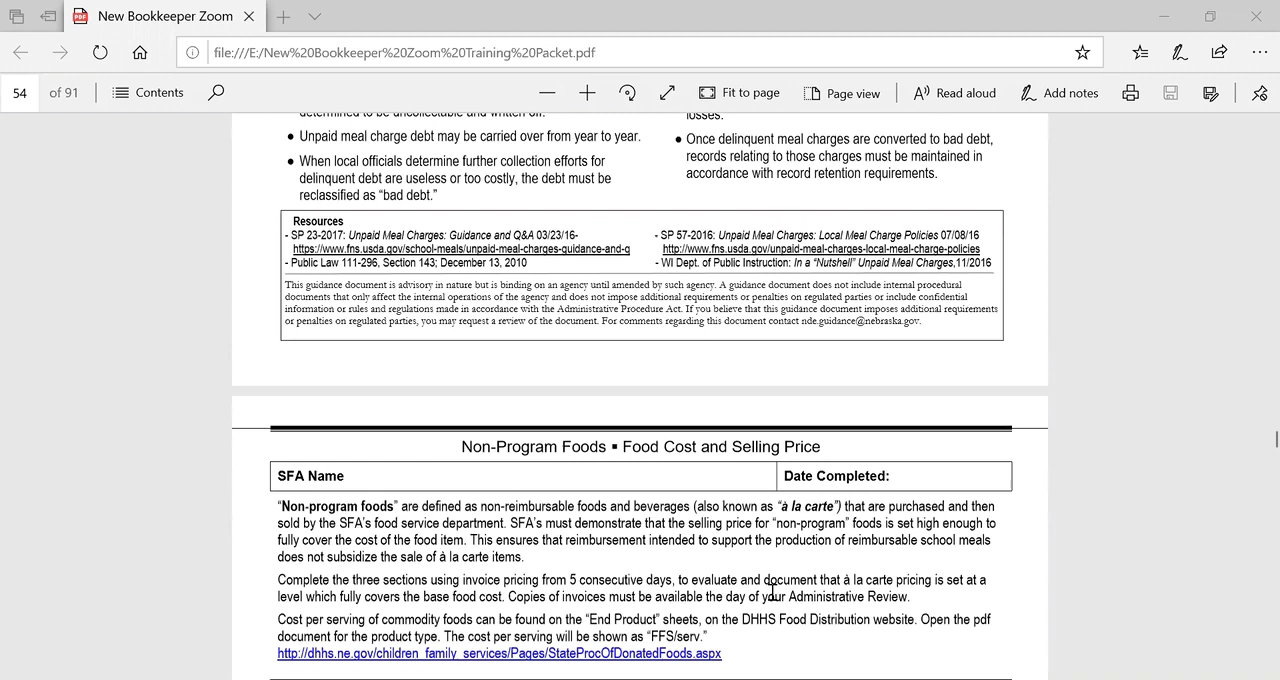 New Bookkeeper Zoom
file:///E:/New%20Bookkeeper%20Zoom%20Training%20Packet.pdf
54 of 91 Contents Fit to page Page view Read aloud Add notes
determined to be uncollectable and written off.
● Unpaid meal charge debt may be carried over from year to year.
● When local officials determine further collection efforts for
delinquent debt are useless or too costly, the debt must be
reclassified as “bad debt.”
losses.
● Once delinquent meal charges are converted to bad debt,
records relating to those charges must be maintained in
accordance with record retention requirements.
Resources
- SP 23-2017: Unpaid Meal Charges: Guidance and Q&A 03/23/16-
https://www.fns.usda.gov/school-meals/unpaid-meal-charges-guidance-and-q
- Public Law 111-296, Section 143; December 13, 2010
- SP 57-2016: Unpaid Meal Charges: Local Meal Charge Policies 07/08/16
http://www.fns.usda.gov/unpaid-meal-charges-local-meal-charge-policies
- WI Dept. of Public Instruction: In a “Nutshell” Unpaid Meal Charges,11/2016
This guidance document is advisory in nature but is binding on an agency until amended by such agency. A guidance document does not include internal procedural
documents that only affect the internal operations of the agency and does not impose additional requirements or penalties on regulated parties or include confidential
information or rules and regulations made in accordance with the Administrative Procedure Act. If you believe that this guidance document imposes additional requirements
or penalties on regulated parties, you may request a review of the document. For comments regarding this document contact nde.guidance@nebraska.gov.
Non-Program Foods ▪ Food Cost and Selling Price
SFA Name Date Completed:
“Non-program foods” are defined as non-reimbursable foods and beverages (also known as “à la carte”) that are purchased and then
sold by the SFA’s food service department. SFA’s must demonstrate that the selling price for “non-program” foods is set high enough to
fully cover the cost of the food item. This ensures that reimbursement intended to support the production of reimbursable school meals
does not subsidize the sale of à la carte items.
Complete the three sections using invoice pricing from 5 consecutive days, to evaluate and document that à la carte pricing is set at a
level which fully covers the base food cost. Copies of invoices must be available the day of your Administrative Review.
Cost per serving of commodity foods can be found on the “End Product” sheets, on the DHHS Food Distribution website. Open the pdf
document for the product type. The cost per serving will be shown as “FFS/serv.”
http://dhhs.ne.gov/children_family_services/Pages/StateProcOfDonatedFoods.aspx